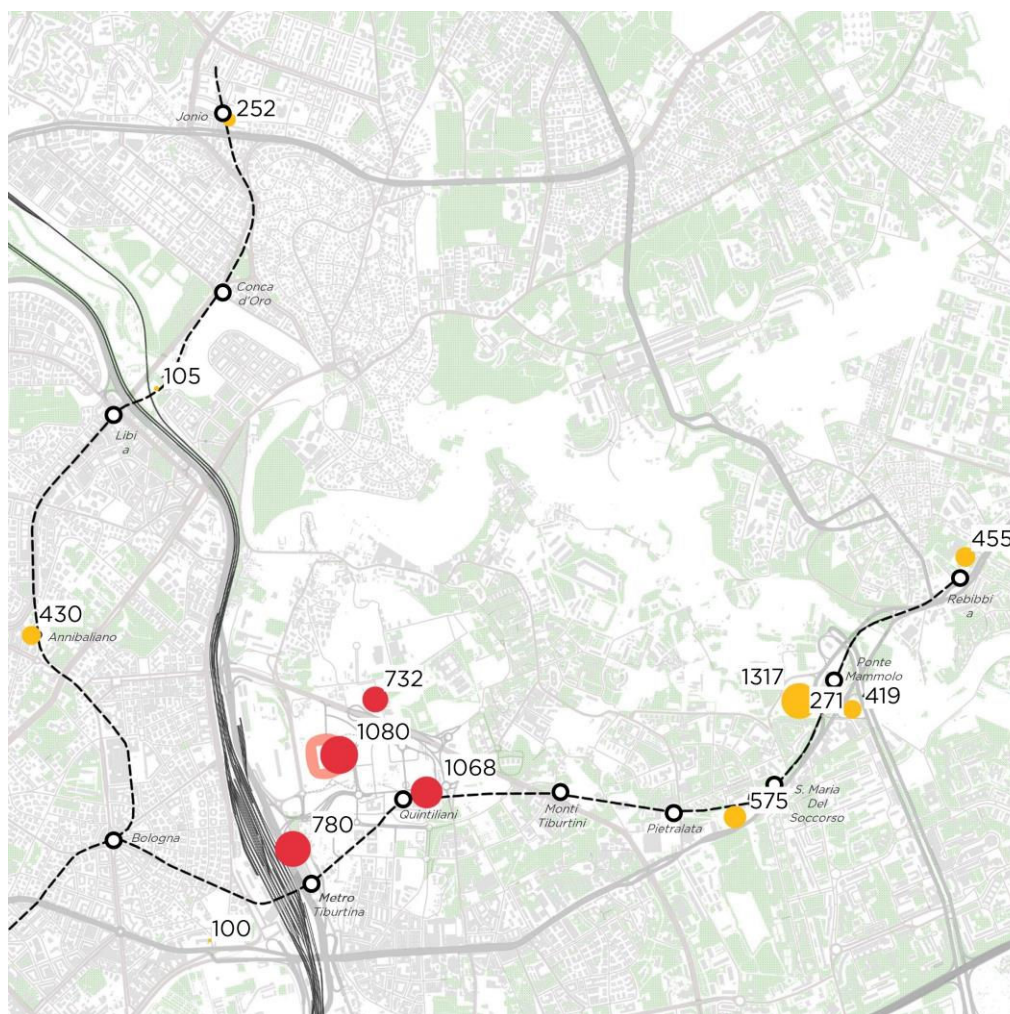 252
Jonio
Conca
d'Oro
105
Libi
a
455
Rebibbi
a
430
Annibaliano
Ponte
Mammolo
1317
271
419
732
1080
1068
Quintiliani
Monti
Tiburtini
575
S. Maria
Del
Soccorso
Pietralata
780
Bologna
Metro
Tiburtina
100